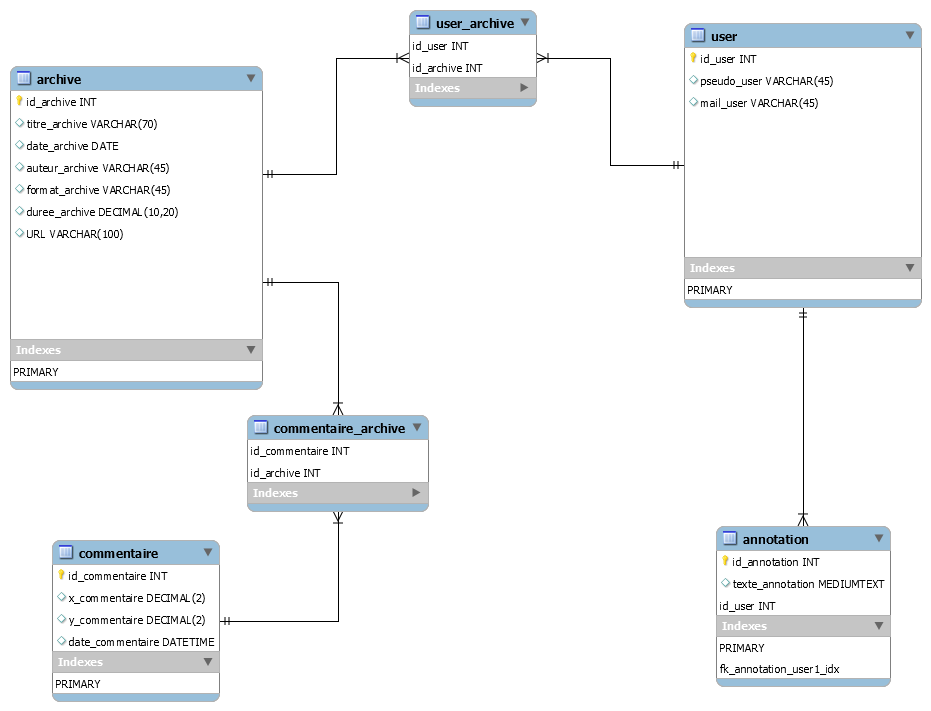 user_archive
id_user INT
id_archive INT
Indexes
user
id_user INT
pseudo_user VARCHAR(45)
mail_user VARCHAR(45)
Indexes
PRIMARY
archive
id_archive INT
titre_archive VARCHAR(70)
date_archive DATE
auteur_archive VARCHAR(45)
format_archive VARCHAR(45)
duree_archive DECIMAL(10,20)
URL VARCHAR(100)
Indexes
PRIMARY
commentaire_archive
id_commentaire INT
id_archive INT
Indexes
commentaire
id_commentaire INT
x_commentaire DECIMAL(2)
y_commentaire DECIMAL(2)
date_commentaire DATETIME
Indexes
PRIMARY
annotation
id_annotation INT
texte_annotation MEDIUMTEXT
id_user INT
Indexes
PRIMARY
fk_annotation_user1_idx